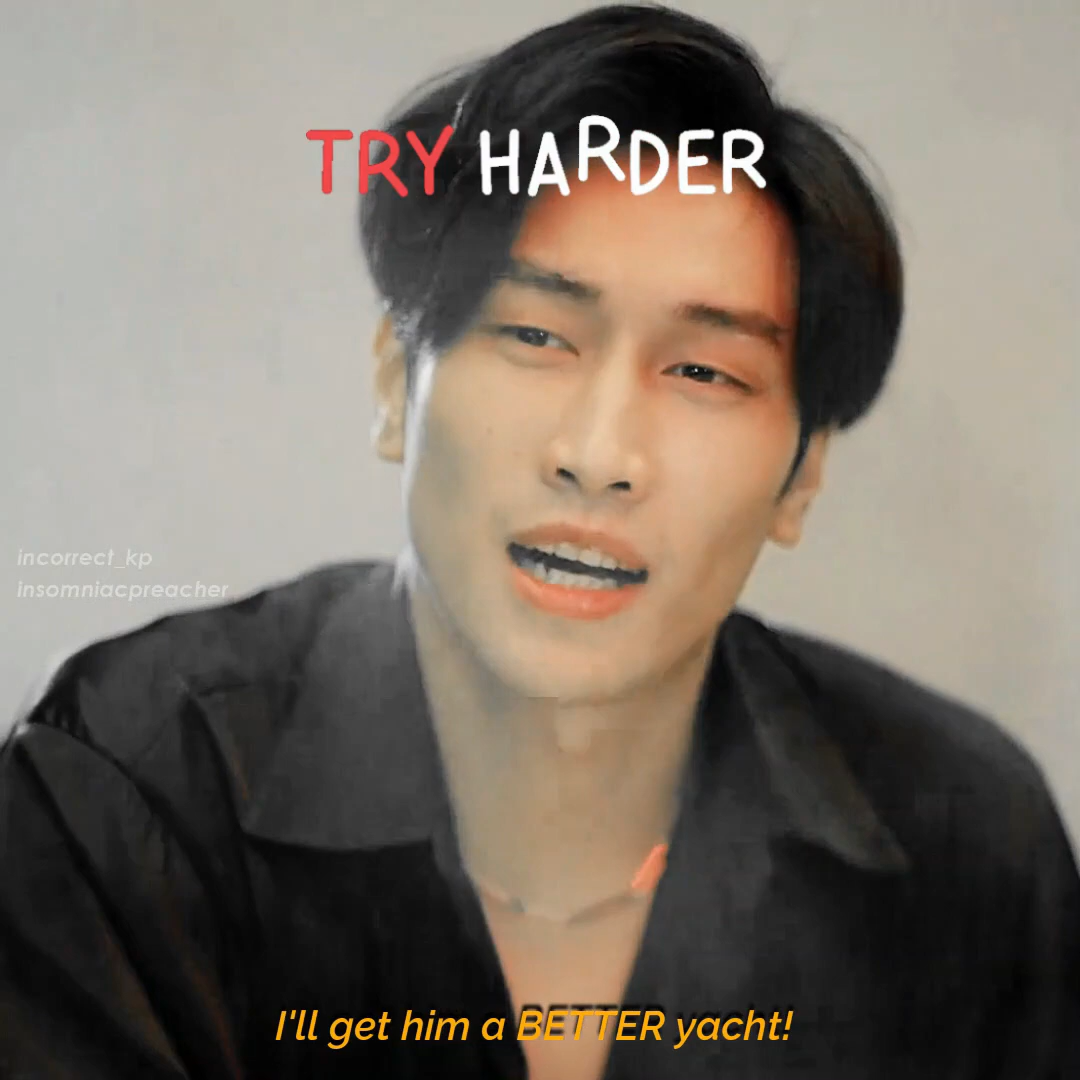 TRY HARDER
incorrect_kp
insomniacpreacher
I'll get him a BETTER yacht!